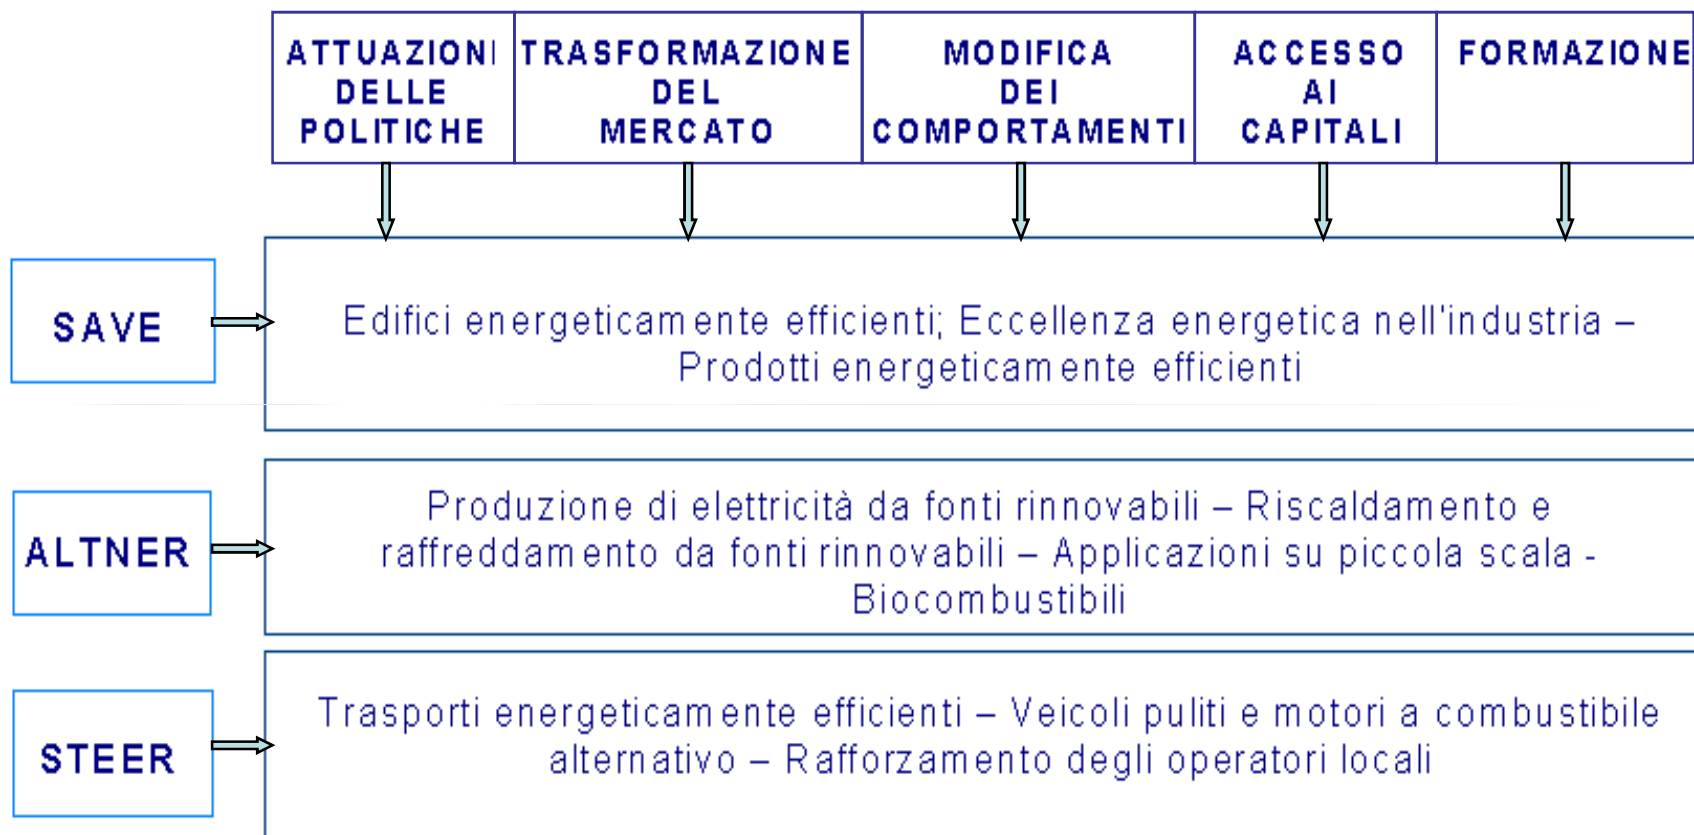 ATTUAZIONI
DELLE
POLITICHE
TRASFORMAZIONE
DEL
MERCATO
MODIFICA
DEI
COMPORTAMENTI
ACCESSO
AI
CAPITALI
FORMAZIONE
SAVE
Edifici energeticamente efficienti; Eccellenza energetica nell'industria –
Prodotti energeticamente efficienti
ALTNER
Produzione di elettricità da fonti rinnovabili – Riscaldamento e
raffreddamento da fonti rinnovabili – Applicazioni su piccola scala -
Biocombustibili
STEER
Trasporti energeticamente efficienti – Veicoli puliti e motori a combustibile
alternativo – Rafforzamento degli operatori locali